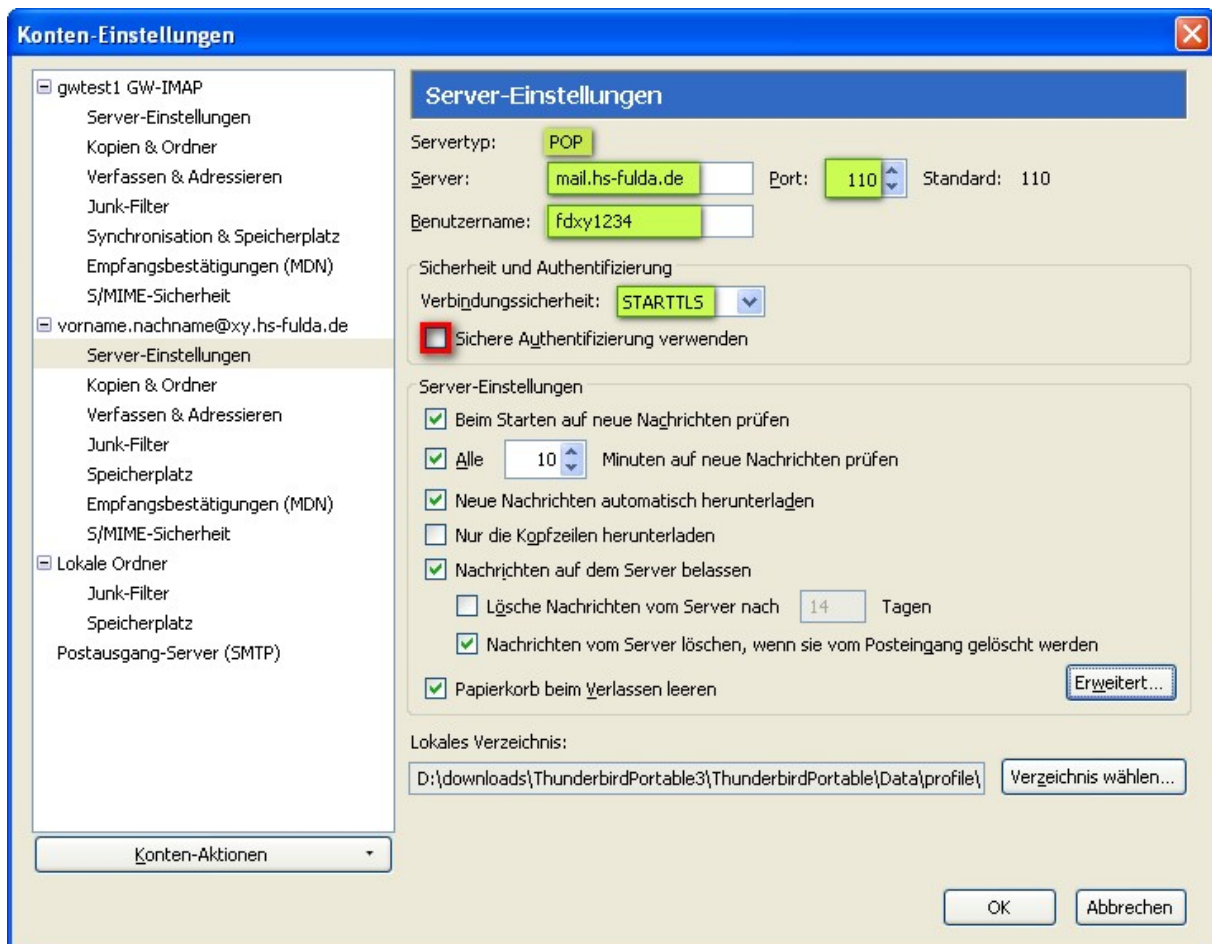 Konten-Einstellungen
gwtest1 GW-IMAP
Server-Einstellungen
Kopien & Ordner
Verfassen & Adressieren
Junk-Filter
Synchronisation & Speicherplatz
Empfangsbestätigungen (MDN)
S/MIME-Sicherheit
vorname.nachname@xy.hs-fulda.de
Server-Einstellungen
Kopien & Ordner
Verfassen & Adressieren
Junk-Filter
Speicherplatz
Empfangsbestätigungen (MDN)
S/MIME-Sicherheit
Lokale Ordner
Junk-Filter
Speicherplatz
Postausgang-Server (SMTP)
Konten-Aktionen
Server-Einstellungen
Servertyp: POP
Server: mail.hs-fulda.de Port: 110 Standard: 110
Benutzername: fdxy1234
Sicherheit und Authentifizierung
Verbindungssicherheit: STARTTLS
Sichere Authentifizierung verwenden
Server-Einstellungen
Beim Starten auf neue Nachrichten prüfen
Alle 10 Minuten auf neue Nachrichten prüfen
Neue Nachrichten automatisch herunterladen
Nur die Kopfzeilen herunterladen
Nachrichten auf dem Server belassen
Lösche Nachrichten vom Server nach 14 Tagen
Nachrichten vom Server löschen, wenn sie vom Posteingang gelöscht werden
Papierkorb beim Verlassen leeren
Erweitert...
Lokales Verzeichnis:
D:\downloads\ThunderbirdPortable3\ThunderbirdPortable\Data\profile\ Verzeichnis wählen...
OK Abbrechen